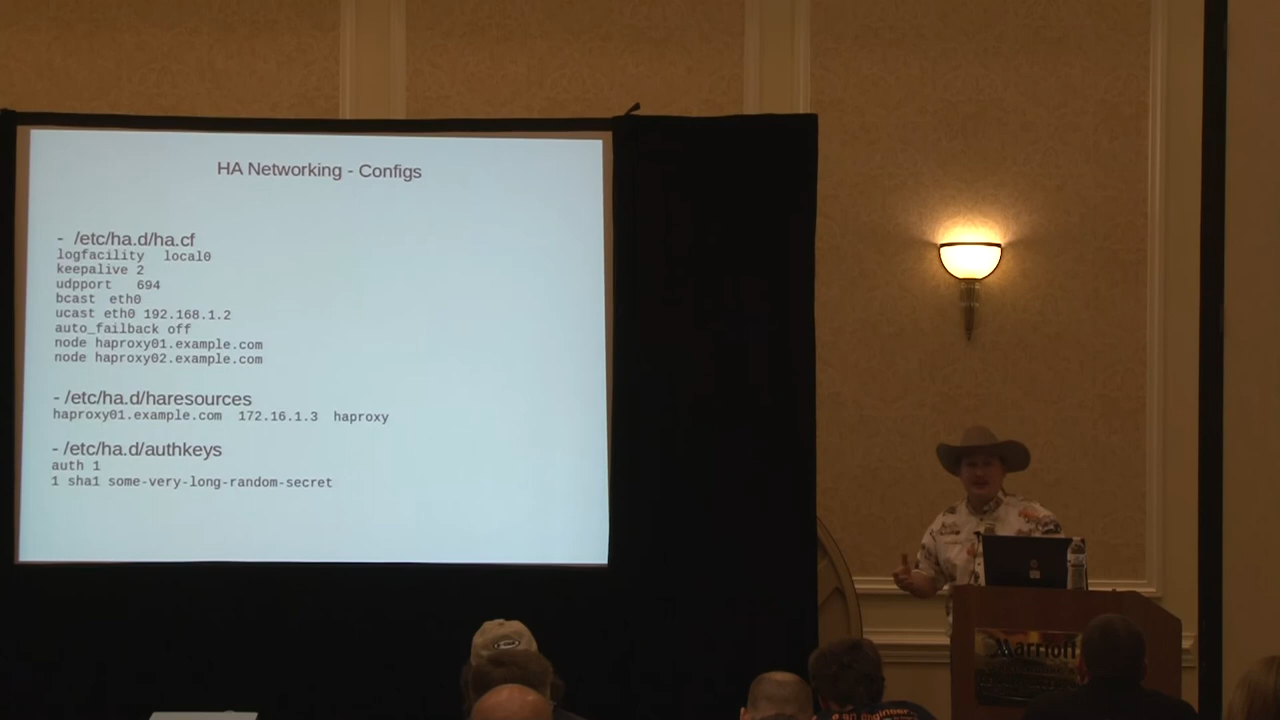 HA Networking - Configs
- /etc/ha.d/ha.cf
logfacility local0
keepalive 2
udpport 694
bcast eth0
ucast eth0 192.168.1.2
auto_failback off
node haproxy01.example.com
node haproxy02.example.com
- /etc/ha.d/haresources
haproxy01.example.com 172.16.1.3 haproxy
- /etc/ha.d/authkeys
auth 1
1 sha1 some-very-long-random-secret
Marriott